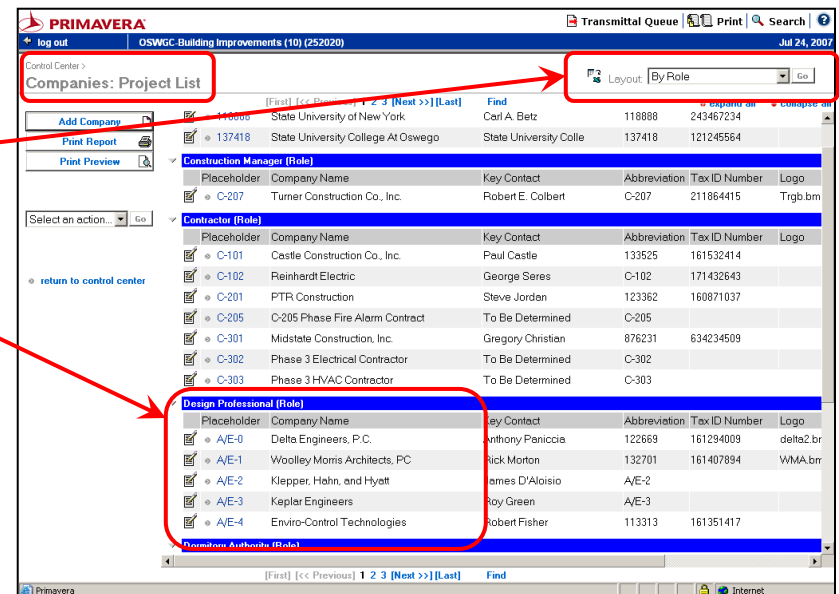 PRIMAVERA Transmittal Queue Print Search
log out OSWGC-Building Improvements (10) (252020) Jul 24, 2007
Control Center >
Companies: Project List
Layout: By Role Go
[First] [<< Previous] 1 2 3 [Next >>] [Last] Find expand all collapse all
Add Company
Print Report
Print Preview
Select an action... Go
return to control center
118888 State University of New York Carl A. Betz 118888 243467234
137418 State University College At Oswego State University Colle 137418 121245564
Construction Manager (Role)
Placeholder Company Name Key Contact Abbreviation Tax ID Number Logo
C-207 Turner Construction Co., Inc. Robert E. Colbert C-207 211864415 Trgb.bm
Contractor (Role)
Placeholder Company Name Key Contact Abbreviation Tax ID Number Logo
C-101 Castle Construction Co., Inc. Paul Castle 133525 161532414
C-102 Reinhardt Electric George Seres C-102 171432643
C-201 PTR Construction Steve Jordan 123362 160871037
C-205 C-205 Phase Fire Alarm Contract To Be Determined C-205
C-301 Midstate Construction, Inc. Gregory Christian 876231 634234509
C-302 Phase 3 Electrical Contractor To Be Determined C-302
C-303 Phase 3 HVAC Contractor To Be Determined C-303
Design Professional (Role)
Placeholder Company Name Key Contact Abbreviation Tax ID Number Logo
A/E-0 Delta Engineers, P.C. Anthony Paniccia 122669 161294009 delta2.br
A/E-1 Woolley Morris Architects, PC Rick Morton 132701 161407894 WMA.bm
A/E-2 Klepper, Hahn, and Hyatt James D'Aloisio A/E-2
A/E-3 Keplar Engineers Roy Green A/E-3
A/E-4 Enviro-Control Technologies Robert Fisher 113313 161351417
Dormitory Authority (Role)
[First] [<< Previous] 1 2 3 [Next >>] [Last] Find
Primavera Internet